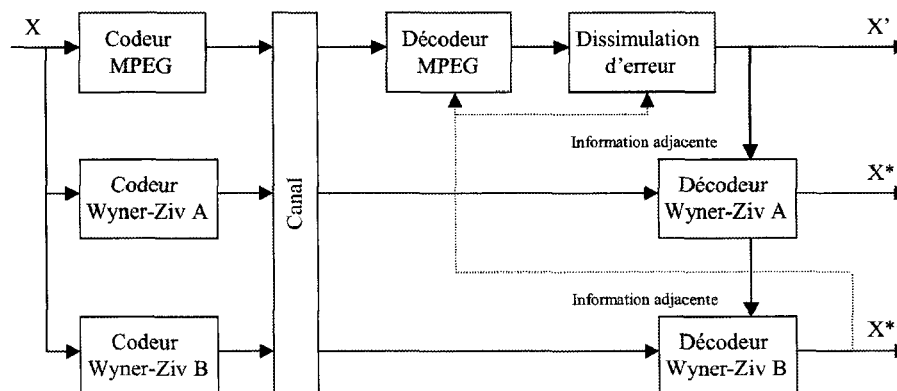 X
Codeur
MPEG
Canal
Décodeur
MPEG
Dissimulation
d'erreur
X'
Information adjacente
Codeur
Wyner-Ziv A
Décodeur
Wyner-Ziv A
X*
Information adjacente
Codeur
Wyner-Ziv B
Décodeur
Wyner-Ziv B
X*